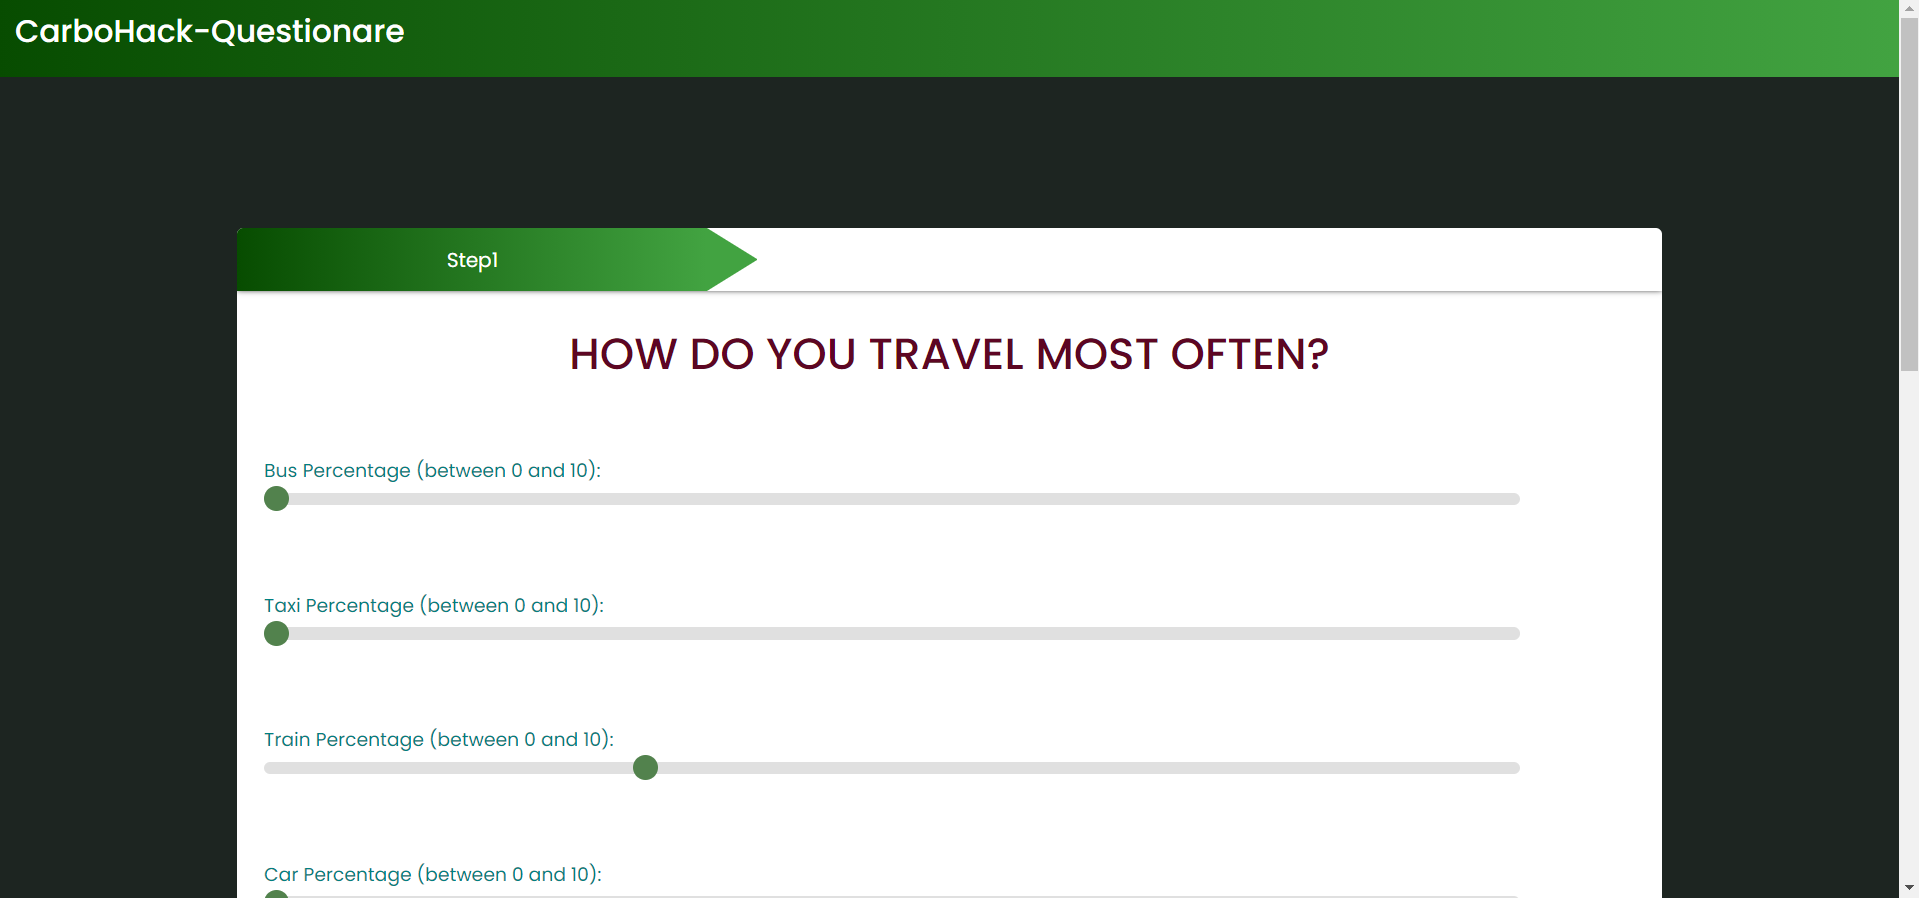 CarboHack-Questionare
Step1
HOW DO YOU TRAVEL MOST OFTEN?
Bus Percentage (between 0 and 10):
Taxi Percentage (between 0 and 10):
Train Percentage (between 0 and 10):
Car Percentage (between 0 and 10):